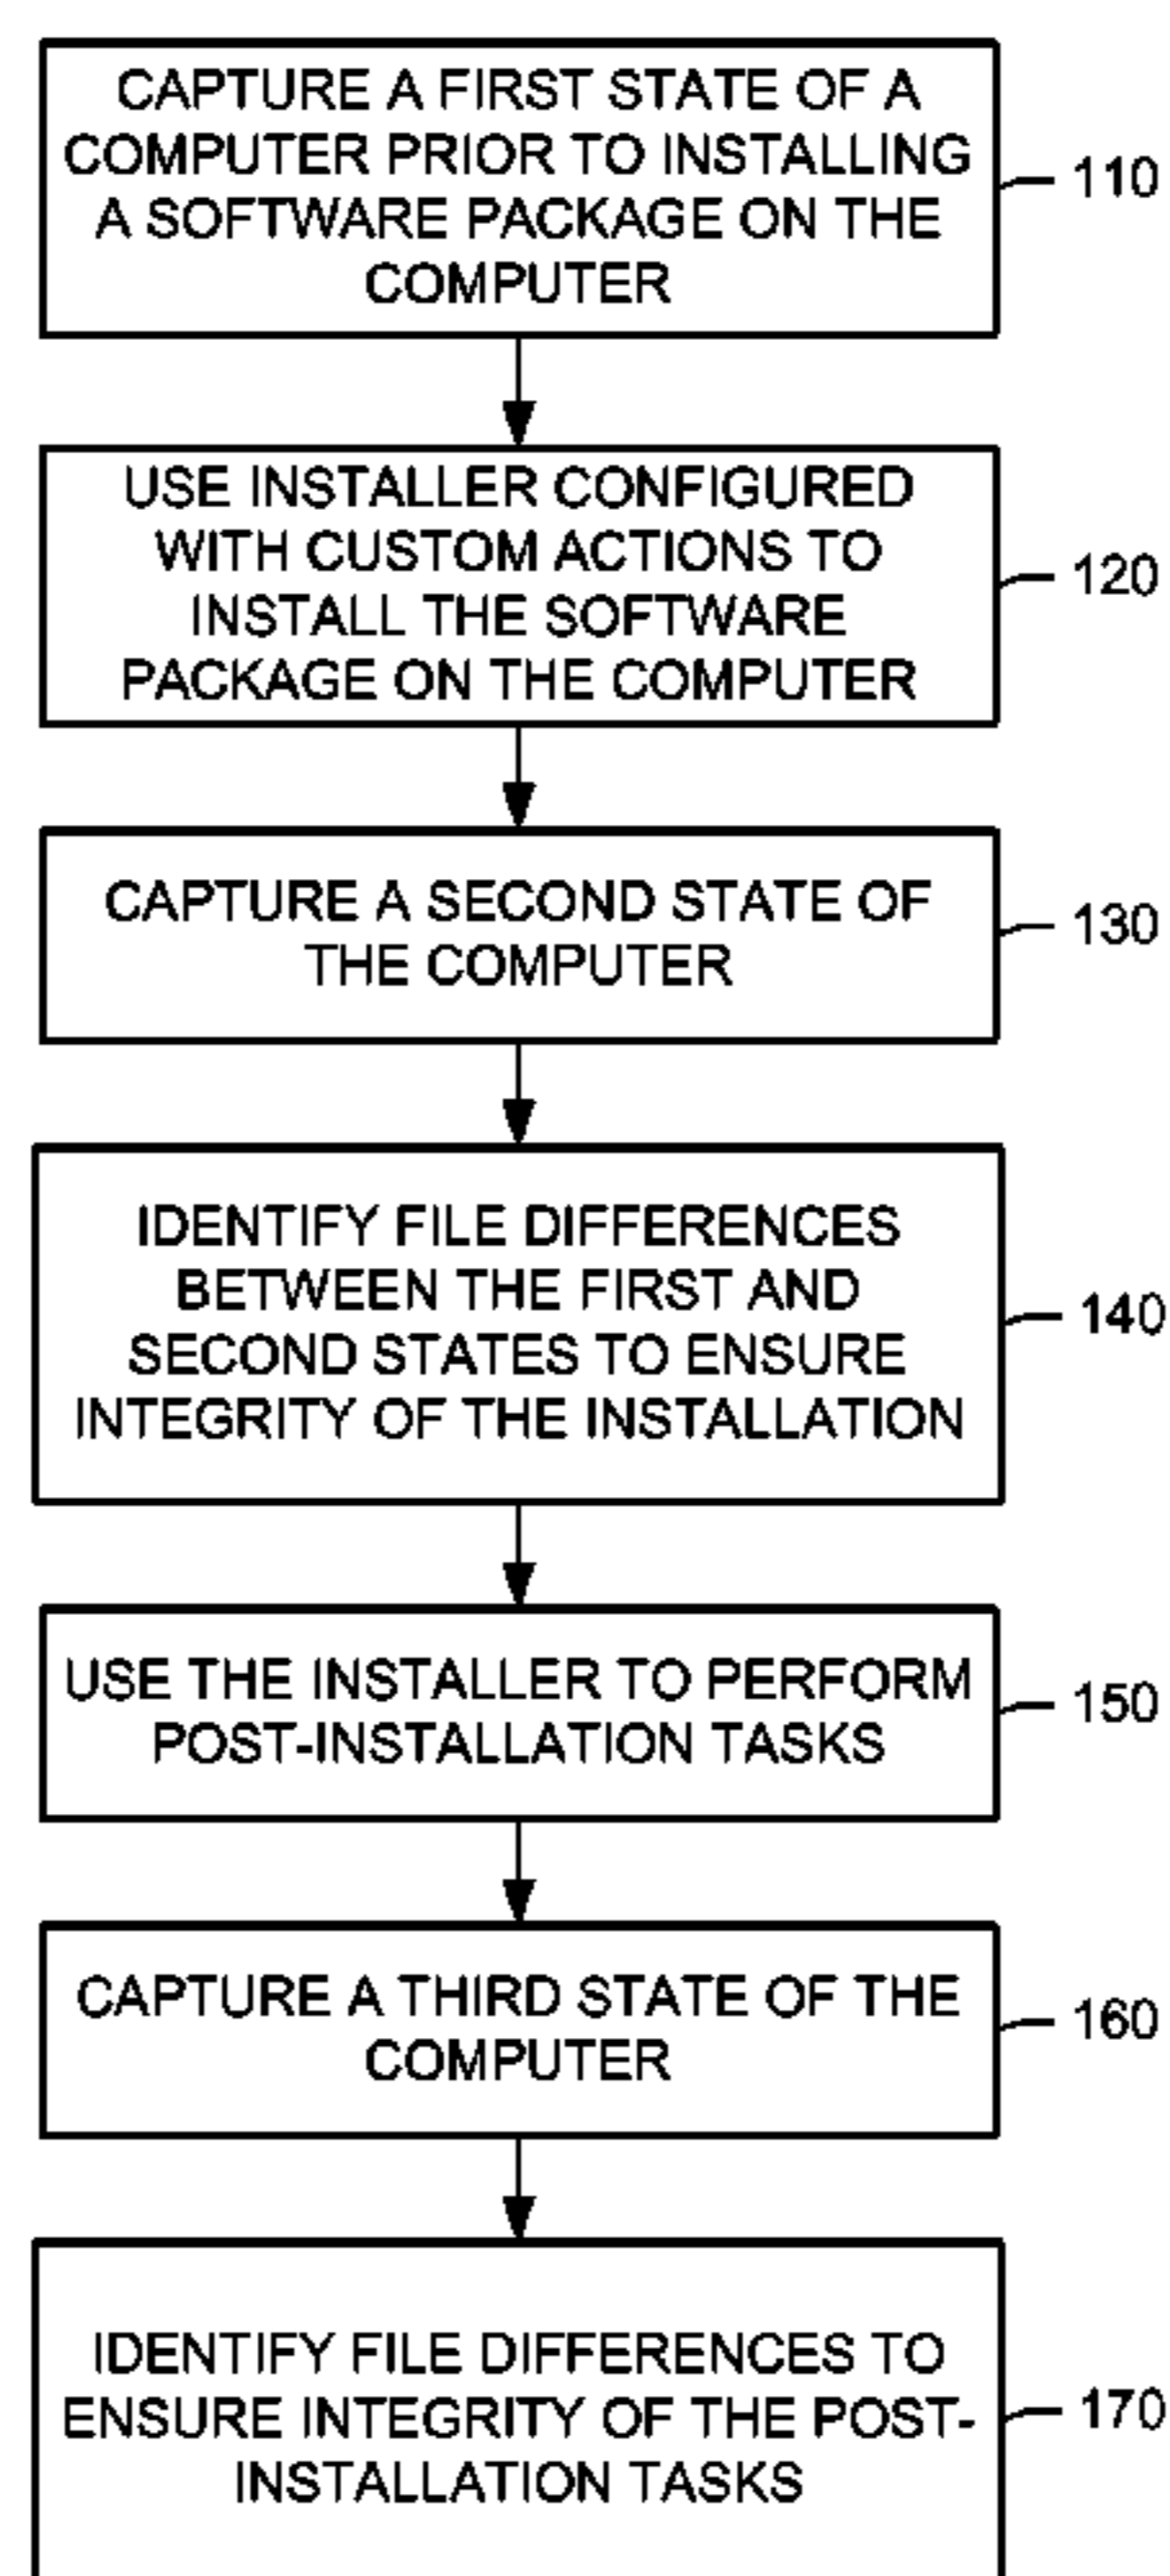 CAPTURE A FIRST STATE OF A
COMPUTER PRIOR TO INSTALLING
A SOFTWARE PACKAGE ON THE
COMPUTER
110
USE INSTALLER CONFIGURED
WITH CUSTOM ACTIONS TO
INSTALL THE SOFTWARE
PACKAGE ON THE COMPUTER
120
CAPTURE A SECOND STATE OF
THE COMPUTER
130
IDENTIFY FILE DIFFERENCES
BETWEEN THE FIRST AND
SECOND STATES TO ENSURE
INTEGRITY OF THE INSTALLATION
140
USE THE INSTALLER TO PERFORM
POST-INSTALLATION TASKS
150
CAPTURE A THIRD STATE OF THE
COMPUTER
160
IDENTIFY FILE DIFFERENCES TO
ENSURE INTEGRITY OF THE POST-
INSTALLATION TASKS
170